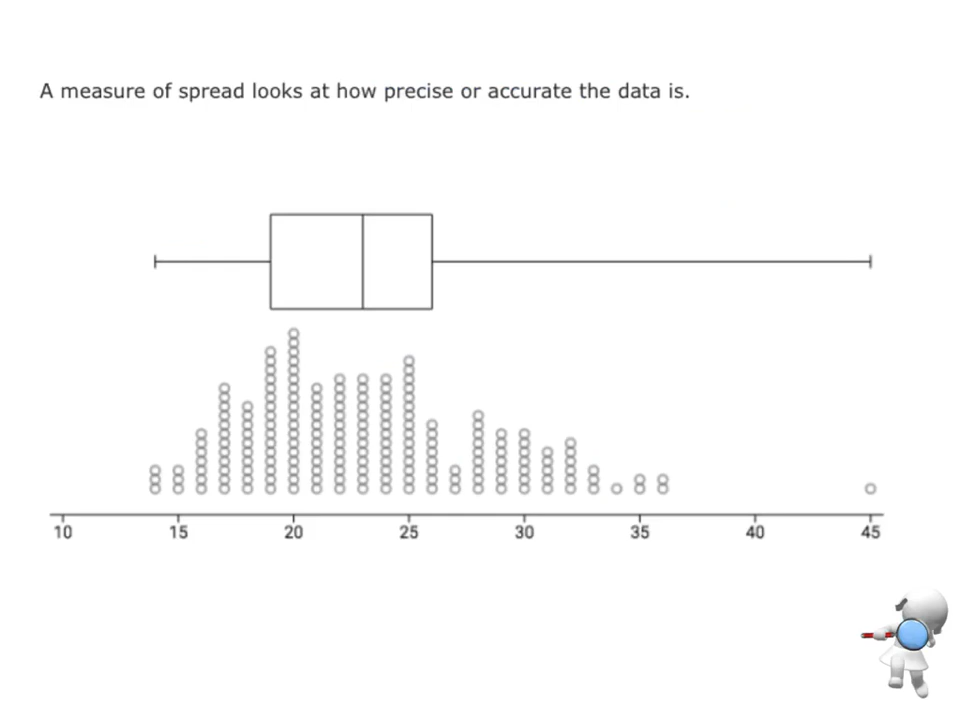 A measure of spread looks at how precise or accurate the data is.
10 15 20 25 30 35 40 45